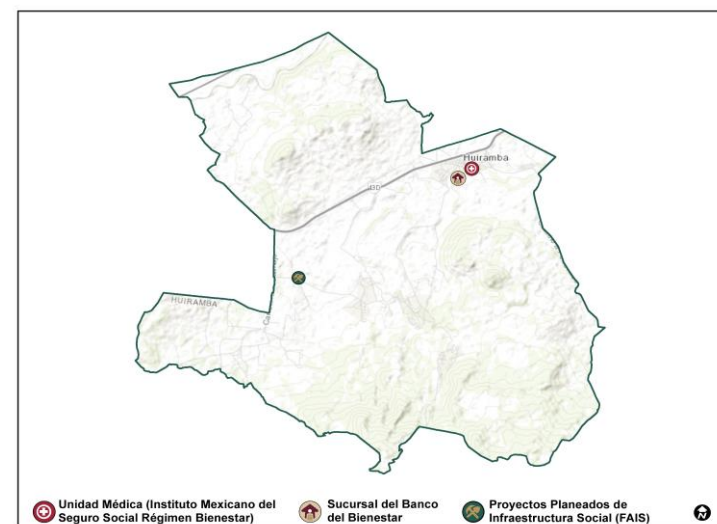 Huiramba
HUIRAMBA
Unidad Médica (Instituto Mexicano del
Seguro Social Régimen Bienestar)
Sucursal del Banco
del Bienestar
Proyectos Planeados de
Infraestructura Social (FAIS)